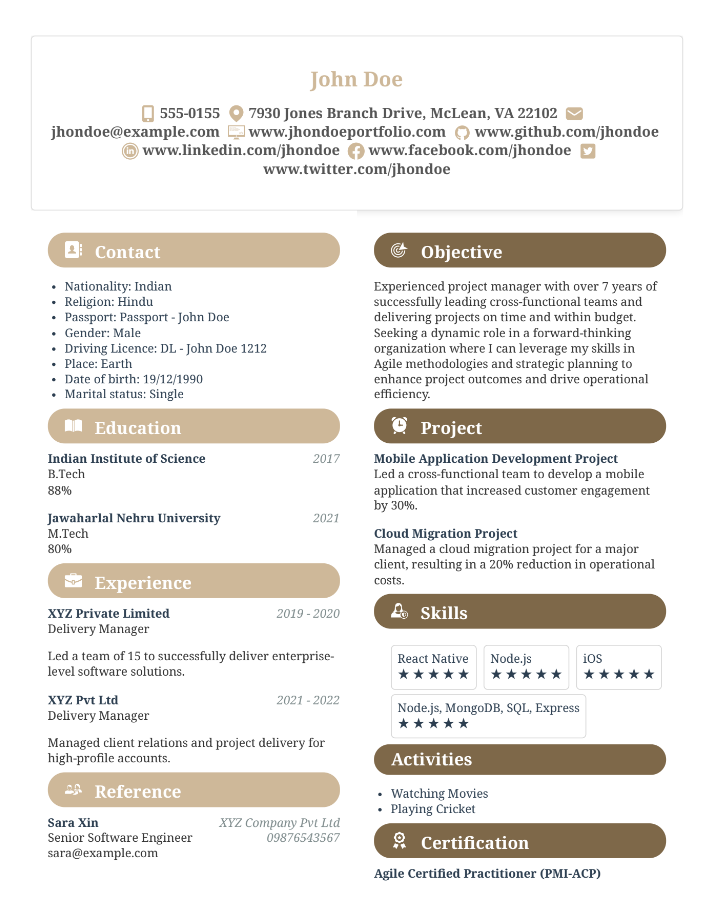 John Doe
555-0155 7930 Jones Branch Drive, McLean, VA 22102
jhondoe@example.com www.jhondoeportfolio.com www.github.com/jhondoe
www.linkedin.com/jhondoe www.facebook.com/jhondoe
www.twitter.com/jhondoe
Contact
• Nationality: Indian
• Religion: Hindu
• Passport: Passport - John Doe
• Gender: Male
• Driving Licence: DL - John Doe 1212
• Place: Earth
• Date of birth: 19/12/1990
• Marital status: Single
Education
Indian Institute of Science 2017
B.Tech
88%
Jawaharlal Nehru University 2021
M.Tech
80%
Experience
XYZ Private Limited 2019 - 2020
Delivery Manager
Led a team of 15 to successfully deliver enterprise-
level software solutions.
XYZ Pvt Ltd 2021 - 2022
Delivery Manager
Managed client relations and project delivery for
high-profile accounts.
Reference
Sara Xin XYZ Company Pvt Ltd
Senior Software Engineer 09876543567
sara@example.com
Objective
Experienced project manager with over 7 years of
successfully leading cross-functional teams and
delivering projects on time and within budget.
Seeking a dynamic role in a forward-thinking
organization where I can leverage my skills in
Agile methodologies and strategic planning to
enhance project outcomes and drive operational
efficiency.
Project
Mobile Application Development Project
Led a cross-functional team to develop a mobile
application that increased customer engagement
by 30%.
Cloud Migration Project
Managed a cloud migration project for a major
client, resulting in a 20% reduction in operational
costs.
Skills
React Native Node.js iOS
★★★★★ ★★★★★ ★★★★★
Node.js, MongoDB, SQL, Express
★★★★★
Activities
• Watching Movies
• Playing Cricket
Certification
Agile Certified Practitioner (PMI-ACP)